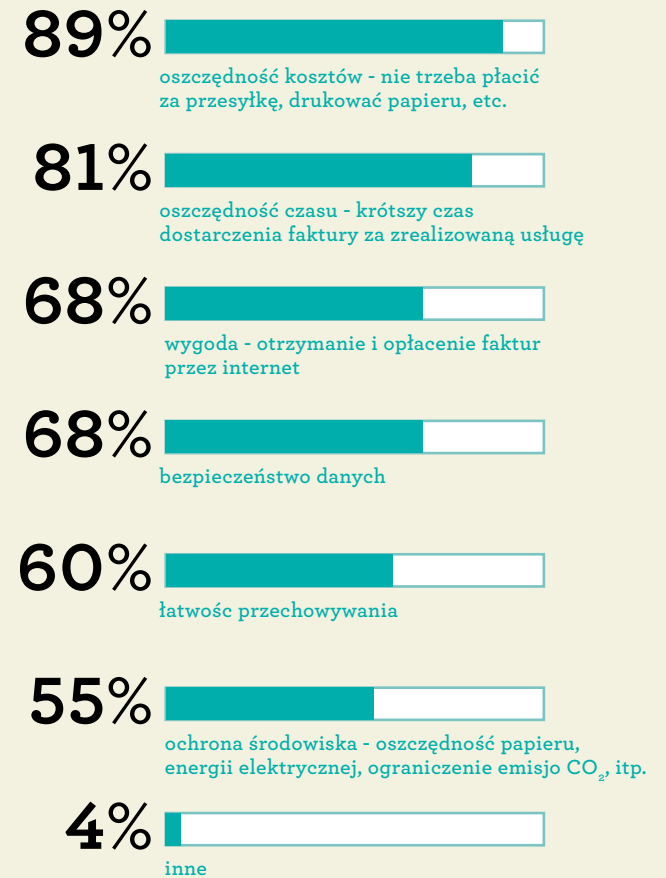 89%
oszczędność kosztów - nie trzeba płacić
za przesyłkę, drukować papieru, etc.
81%
oszczędność czasu - krótszy czas
dostarczenia faktury za zrealizowaną usługę
68%
wygoda - otrzymanie i opłacenie faktur
przez internet
68%
bezpieczeństwo danych
60%
łatwośc przechowywania
55%
ochrona środowiska - oszczędność papieru,
energii elektrycznej, ograniczenie emisjo CO₂, itp.
4%
inne